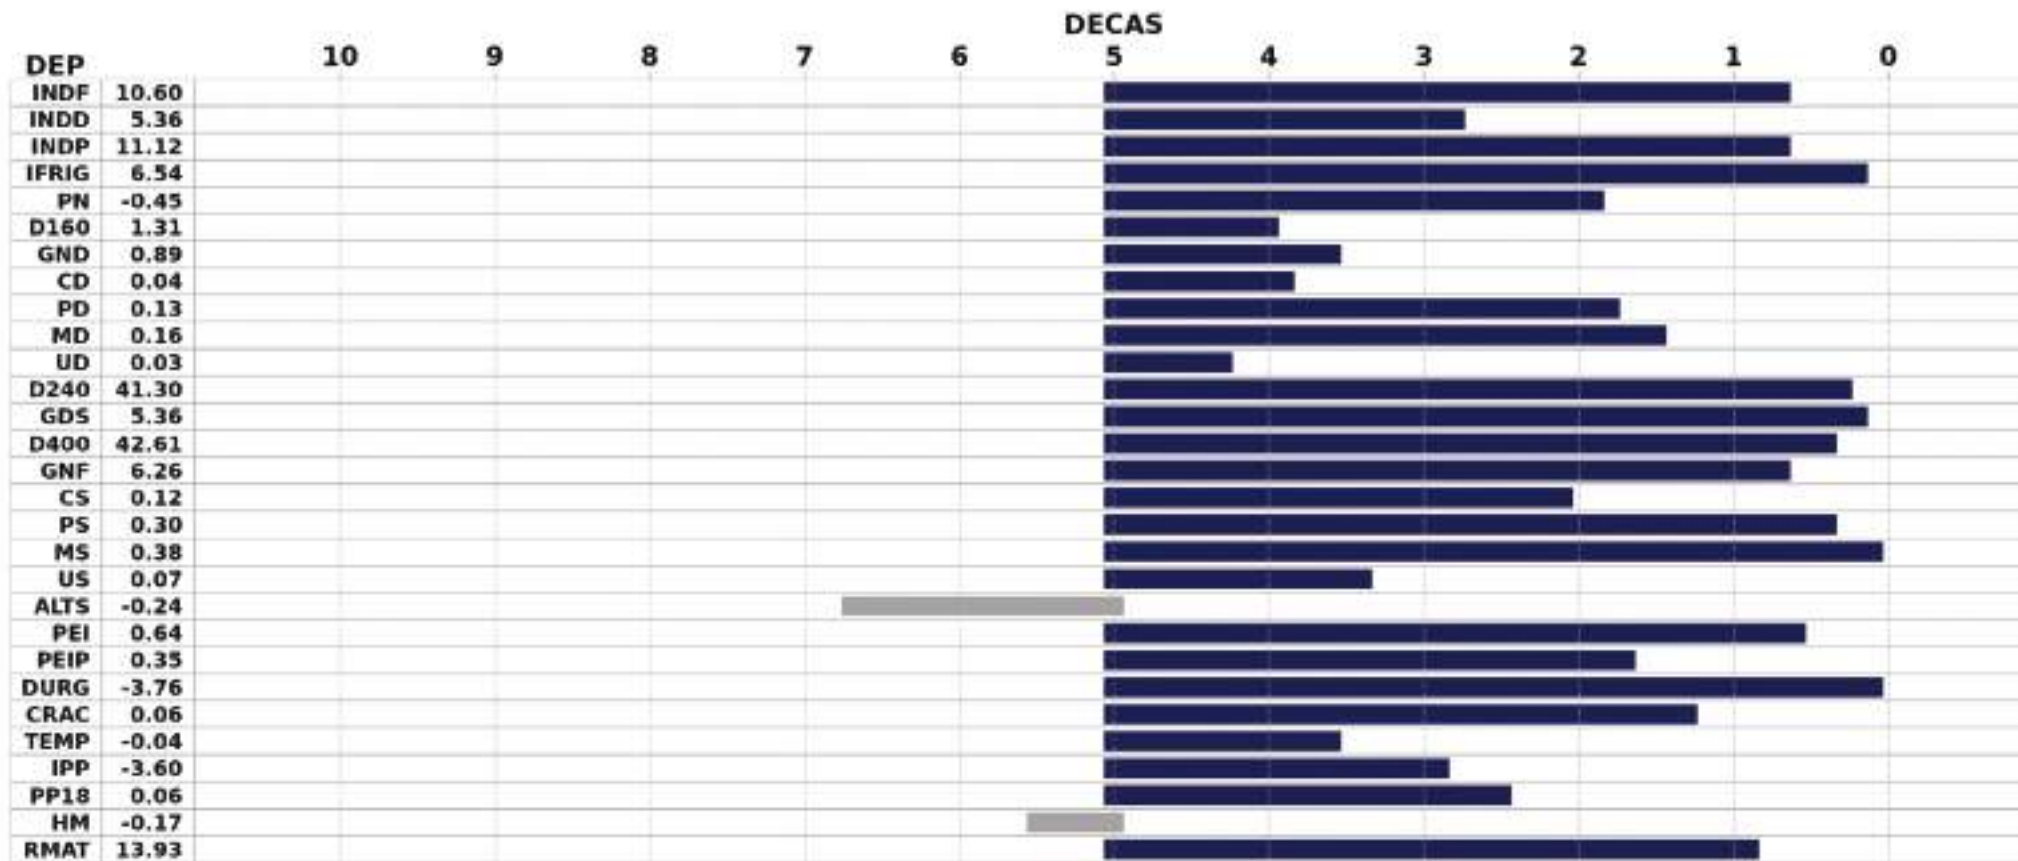 DECAS
DEP 10 9 8 7 6 5 4 3 2 1 0
INDF 10.60
INDD 5.36
INDP 11.12
IFRIG 6.54
PN -0.45
D160 1.31
GND 0.89
CD 0.04
PD 0.13
MD 0.16
UD 0.03
D240 41.30
GDS 5.36
D400 42.61
GNF 6.26
CS 0.12
PS 0.30
MS 0.38
US 0.07
ALTS -0.24
PEI 0.64
PEIP 0.35
DURG -3.76
CRAC 0.06
TEMP -0.04
IPP -3.60
PP18 0.06
HM -0.17
RMAT 13.93